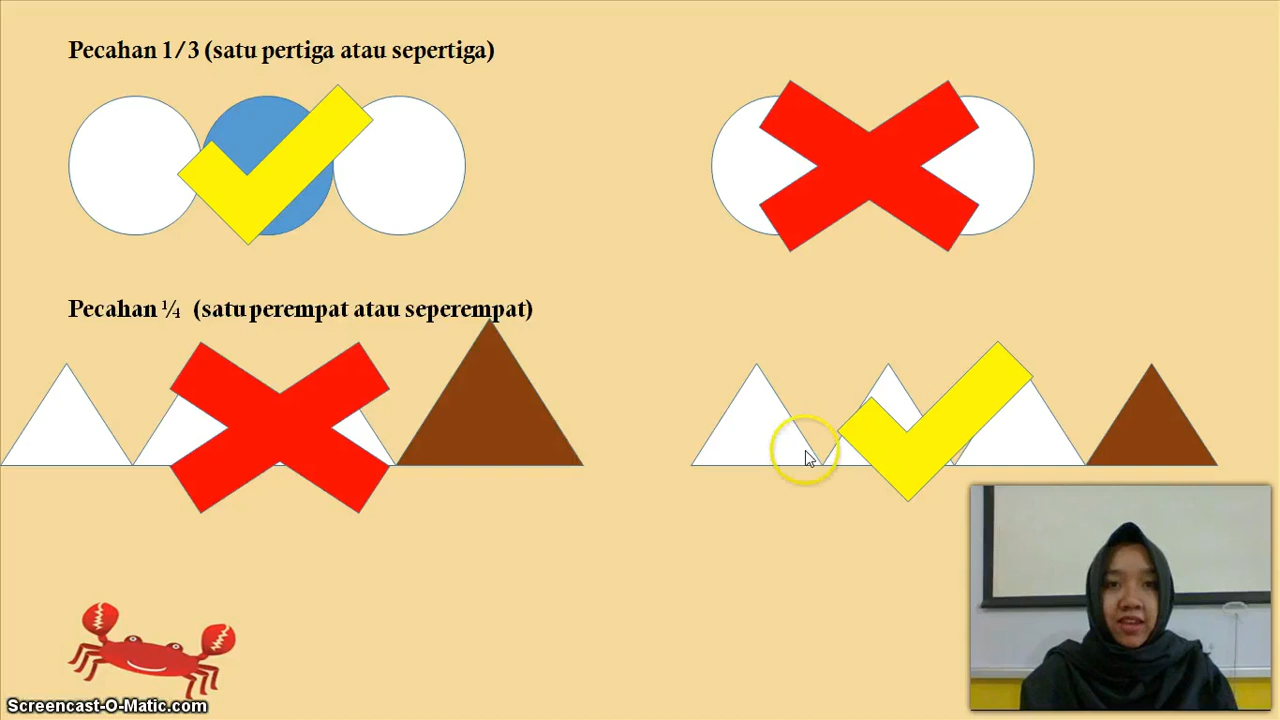 Pecahan 1/3 (satu pertiga atau sepertiga)
Pecahan ¼ (satu perempat atau seperempat)
Screencast-O-Matic.com